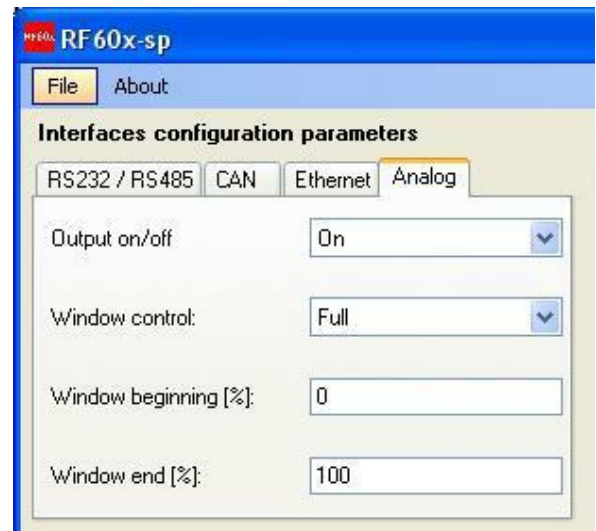 RF60x RF60x-sp
File About
Interfaces configuration parameters
RS232 / RS485 CAN Ethernet Analog
Output on/off On
Window control: Full
Window beginning [%]: 0
Window end [%]: 100